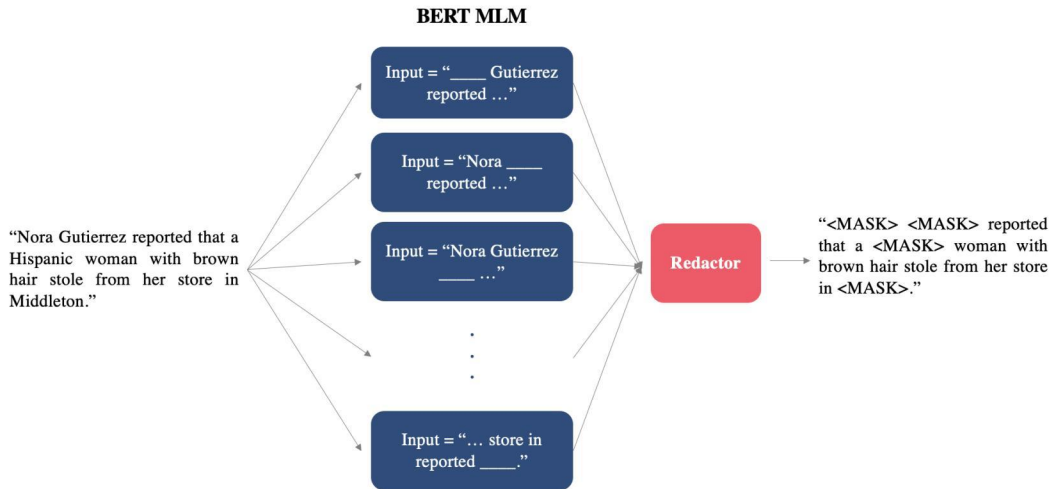 BERT MLM
Input = “____ Gutierrez
reported …”
Input = “Nora ____
reported …”
Input = “Nora Gutierrez
____ …”
“Nora Gutierrez reported that a
Hispanic woman with brown
hair stole from her store in
Middleton.”
Redactor
“<MASK> <MASK> reported
that a <MASK> woman with
brown hair stole from her store
in <MASK>.”
Input = “… store in
reported ____.”